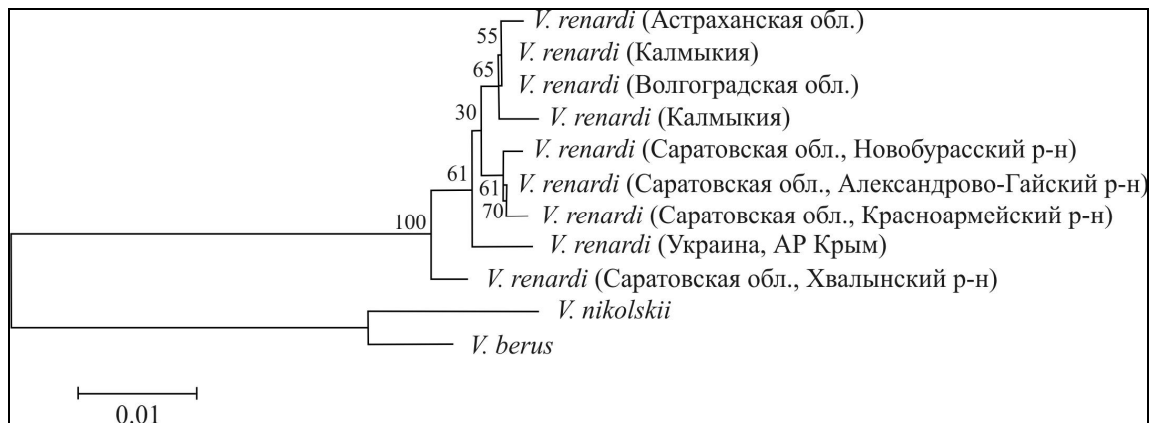 V. renardi (Астраханская обл.)
55
V. renardi (Калмыкия)
65
V. renardi (Волгоградская обл.)
30
V. renardi (Калмыкия)
V. renardi (Саратовская обл., Новобурасский р-н)
61
V. renardi (Саратовская обл., Александрово-Гайский р-н)
61
70
V. renardi (Саратовская обл., Красноармейский р-н)
100
V. renardi (Украина, АР Крым)
V. renardi (Саратовская обл., Хвалынский р-н)
V. nikolskii
V. berus
0.01